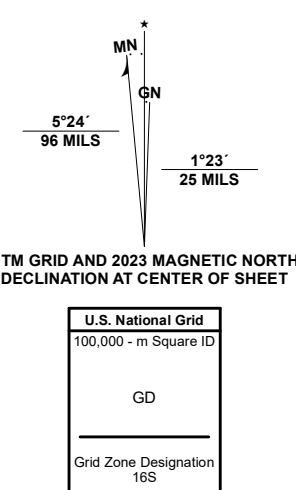 MN
GN
5°24´
96 MILS
1°23´
25 MILS
TM GRID AND 2023 MAGNETIC NORTH
DECLINATION AT CENTER OF SHEET
U.S. National Grid
100,000 - m Square ID
GD
Grid Zone Designation
16S